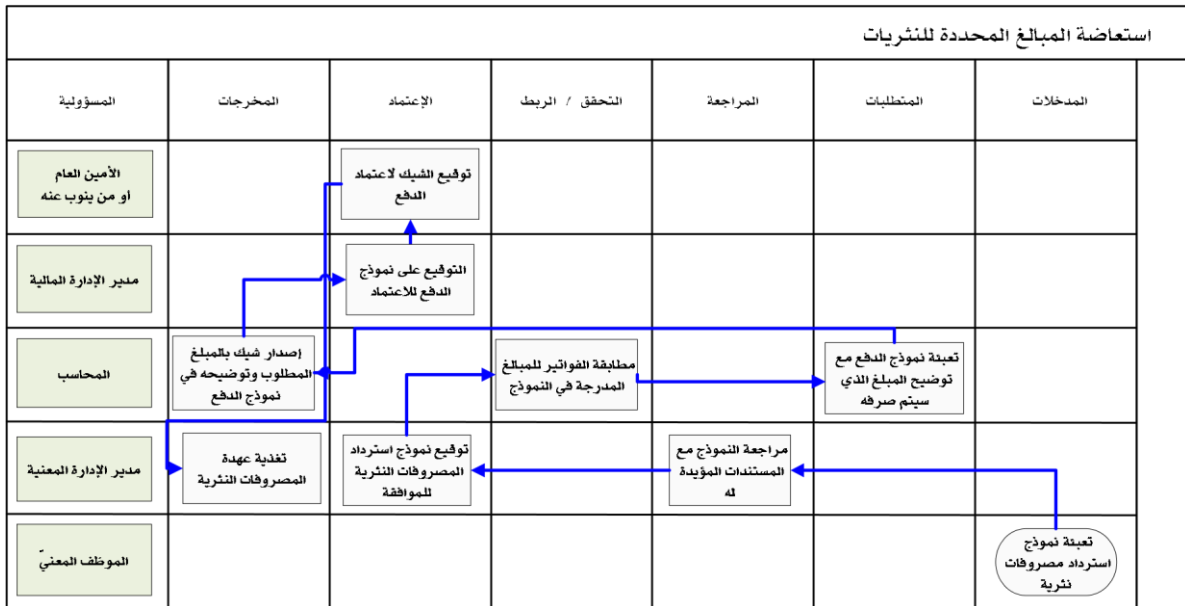 استعاضة المبالغ المحددة للنثريات
المدخلات
المتطلبات
المراجعة
التحقق / الربط
الإعتماد
المخرجات
المسؤولية
توقيع الشيك لاعتماد
الدفع
الأمين العام
او من ينوب عنه
التوقيع على نموذج
الدفع للاعتماد
مدير الإدارة المالية
تعبئة نموذج الدفع مع
توضيح المبلغ الذي
سيتم صرفه
مطابقة الفواتير للمبالغ
المدرجة في النموذج
إصدار شيك بالمبلغ
المطلوب وتوضيحه في
نموذج الدفع
المحاسب
مراجعة النموذج مع
المستندات المؤيدة
له
توقيع نموذج استرداد
المصروفات النثرية
للموافقة
تغذية عهدة
المصروفات النثرية
مدير الإدارة المعنية
تعبئة نموذج
استرداد مصروفات
نثرية
الموظف المعنيّ